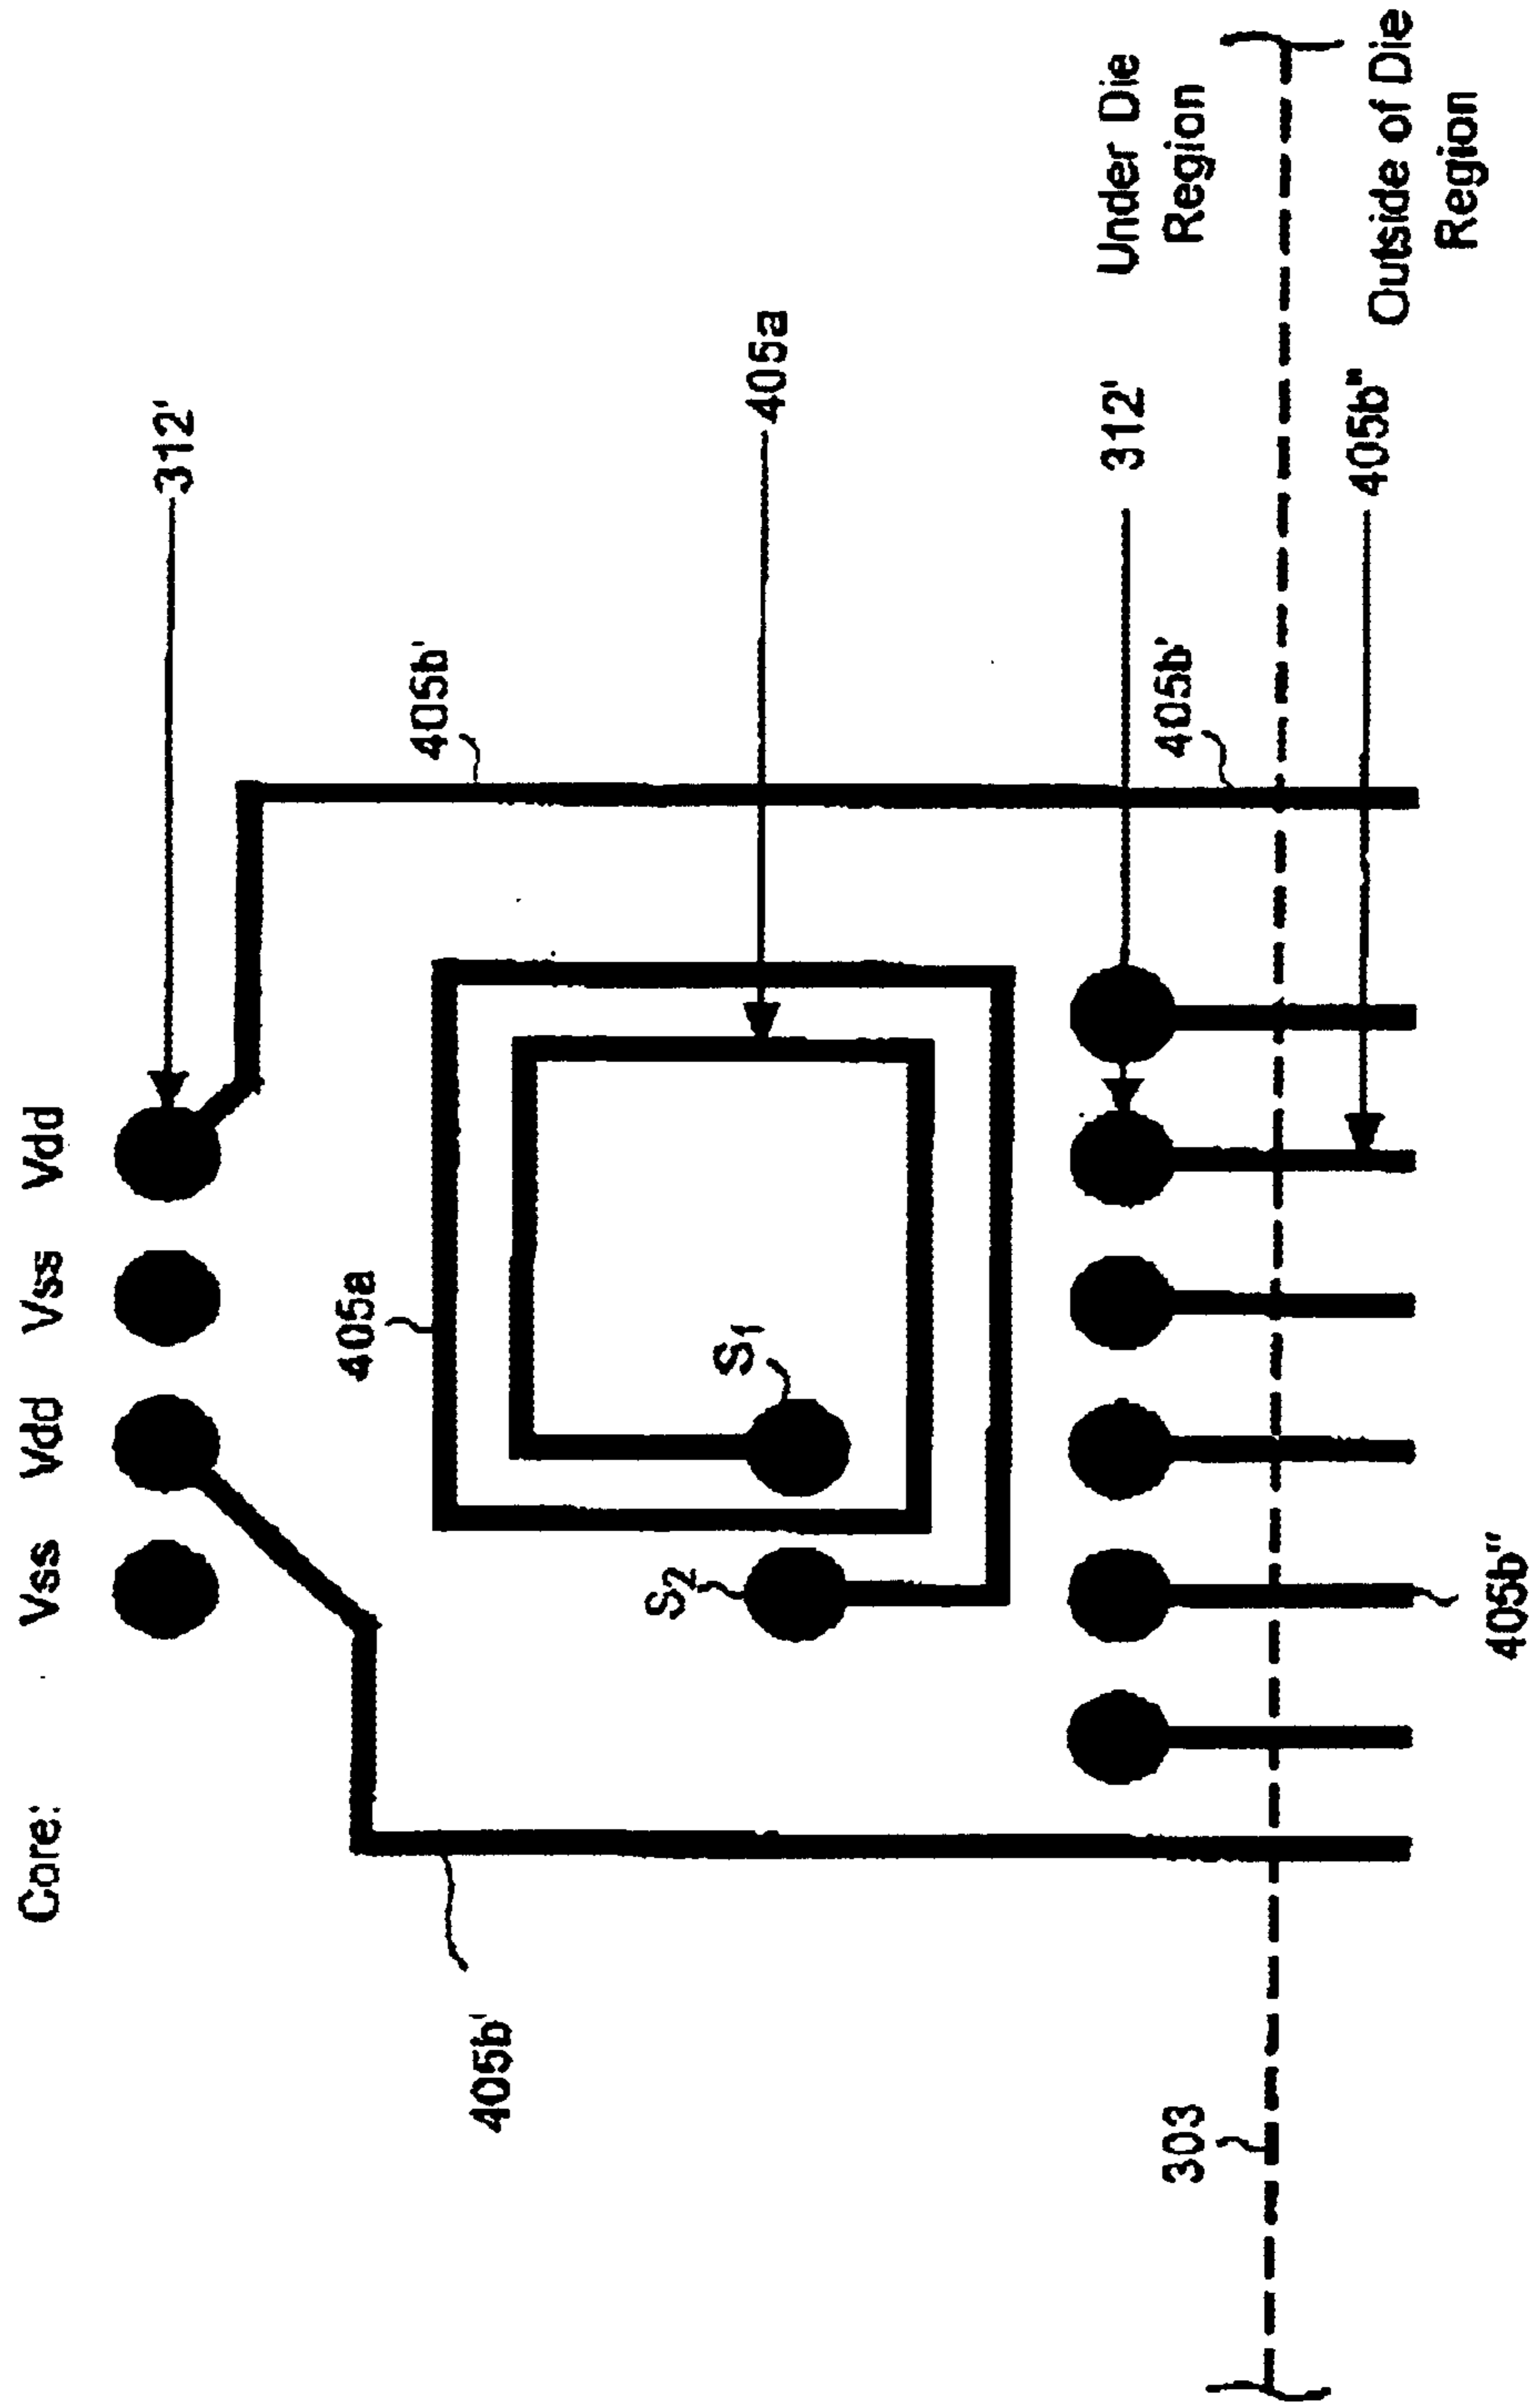 Core: Vss Vdd Vss Vdd
312'
405b'
405a
405b'
405a
S1
S2
312'
405b'
Under Die
Region
303
405b"
Outside of Die
Region
405b"